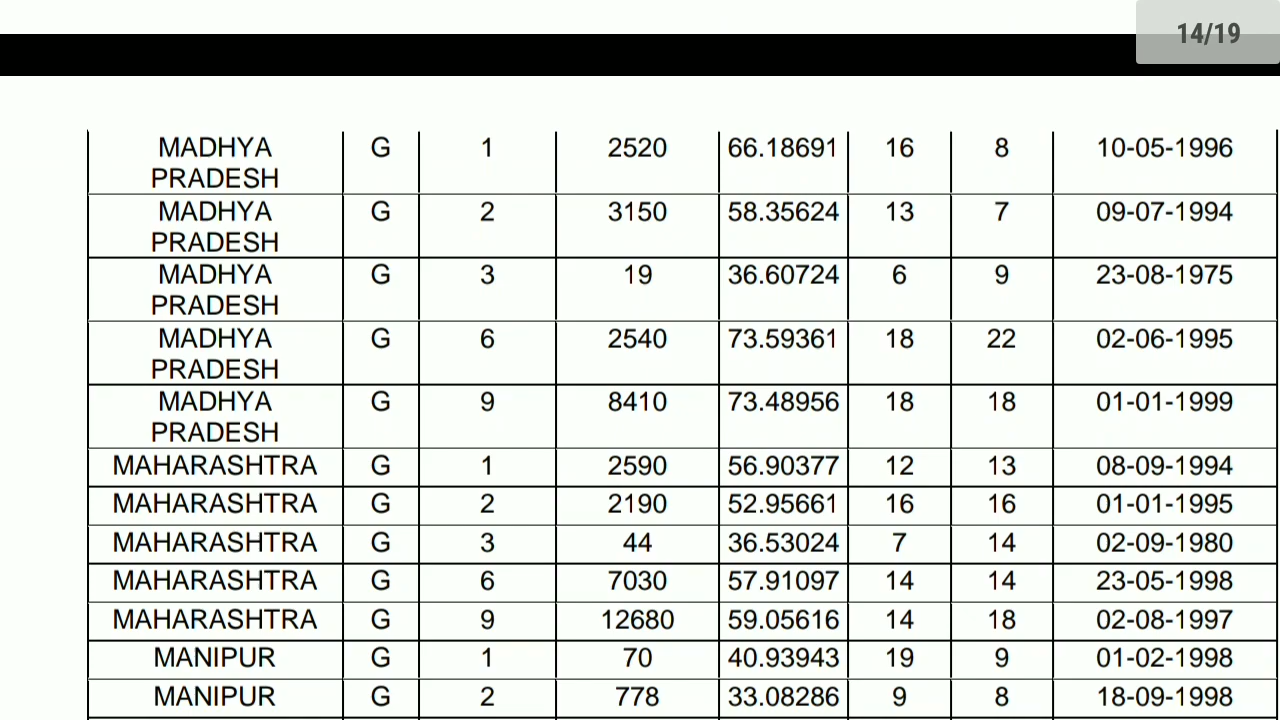 14/19
MADHYA PRADESH G 1 2520 66.18691 16 8 10-05-1996
MADHYA PRADESH G 2 3150 58.35624 13 7 09-07-1994
MADHYA PRADESH G 3 19 36.60724 6 9 23-08-1975
MADHYA PRADESH G 6 2540 73.59361 18 22 02-06-1995
MADHYA PRADESH G 9 8410 73.48956 18 18 01-01-1999
MAHARASHTRA G 1 2590 56.90377 12 13 08-09-1994
MAHARASHTRA G 2 2190 52.95661 16 16 01-01-1995
MAHARASHTRA G 3 44 36.53024 7 14 02-09-1980
MAHARASHTRA G 6 7030 57.91097 14 14 23-05-1998
MAHARASHTRA G 9 12680 59.05616 14 18 02-08-1997
MANIPUR G 1 70 40.93943 19 9 01-02-1998
MANIPUR G 2 778 33.08286 9 8 18-09-1998